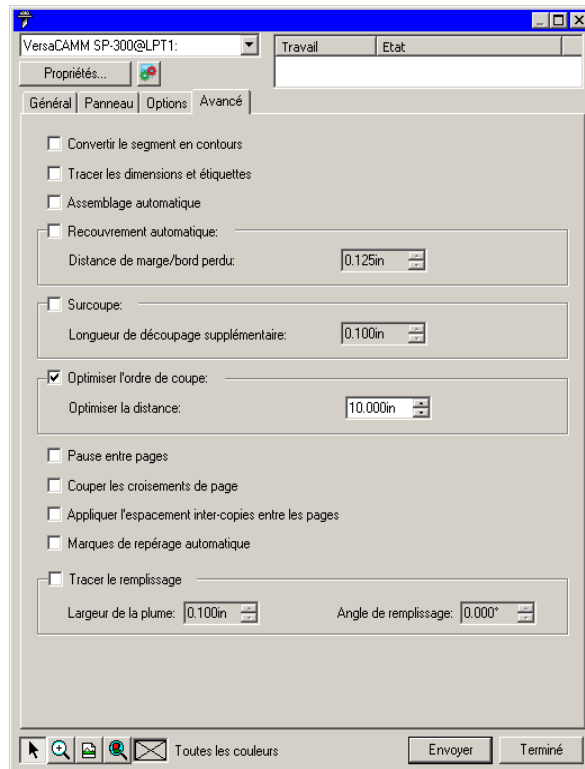 VersaCAMM SP-300@LPT1:
Travail Etat
Propriétés...
Général Panneau Options Avancé
Convertir le segment en contours
Tracer les dimensions et étiquettes
Assemblage automatique
Recouvrement automatique:
Distance de marge/bord perdu: 0.125in
Surcoupe:
Longueur de découpage supplémentaire: 0.100in
Optimiser l'ordre de coupe:
Optimiser la distance: 10.000in
Pause entre pages
Couper les croisements de page
Appliquer l'espacement inter-copies entre les pages
Marques de repérage automatique
Tracer le remplissage
Largeur de la plume: 0.100in Angle de remplissage: 0.000°
Toutes les couleurs Envoyer Terminé